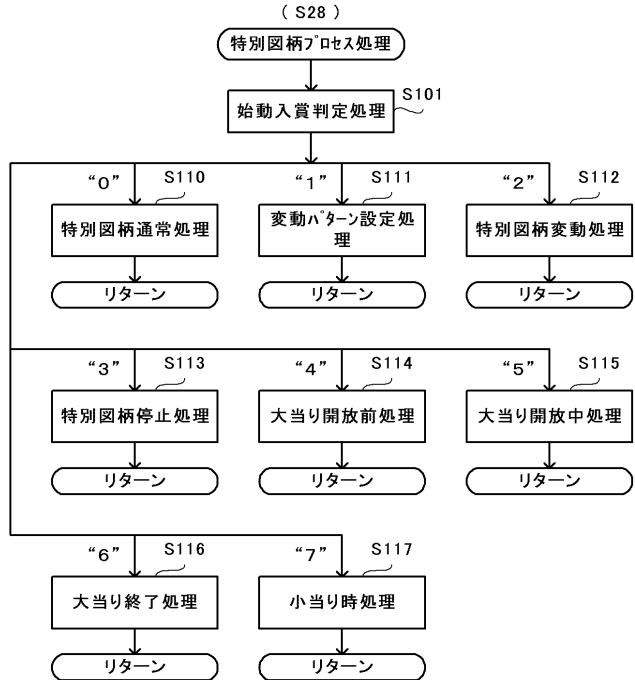 ( S28 )
特別図柄プロセス処理
S101
始動入賞判定処理
“0” S110 “1” S111 “2” S112
特別図柄通常処理
変動パターン設定処
理
特別図柄変動処理
リターン リターン リターン
“3” S113 “4” S114 “5” S115
特別図柄停止処理 大当り開放前処理 大当り開放中処理
リターン リターン リターン
“6” S116 “7” S117
大当り終了処理 小当り時処理
リターン リターン